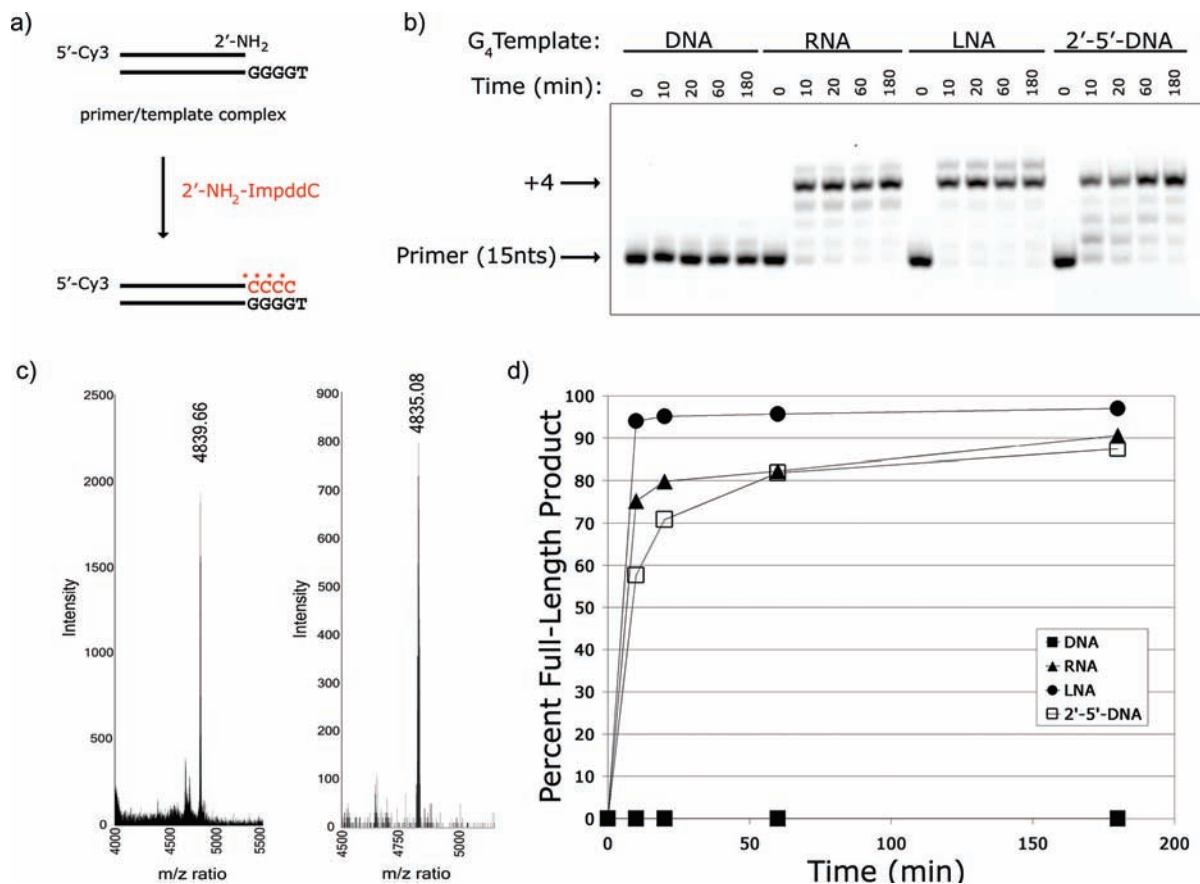 a)
5′-Cy3
2′-NH2
GGGGT
primer/template complex
2′-NH2-ImpddC
5′-Cy3
CCCC
GGGGT
b)
G4Template: DNA RNA LNA 2′-5′-DNA
Time (min): 0 10 20 60 180 0 10 20 60 180 0 10 20 60 180 0 10 20 60 180
+4
Primer (15nts)
c)
2500
2000
1500
1000
500
0
Intensity
4839.66
4000 4500 5000 5500
m/z ratio
900
800
700
600
500
400
300
200
100
0
Intensity
4835.08
4500 4750 5000
m/z ratio
d)
Percent Full-Length Product
100
90
80
70
60
50
40
30
20
10
0
0 50 100 150 200
Time (min)
DNA
RNA
LNA
2'-5'-DNA